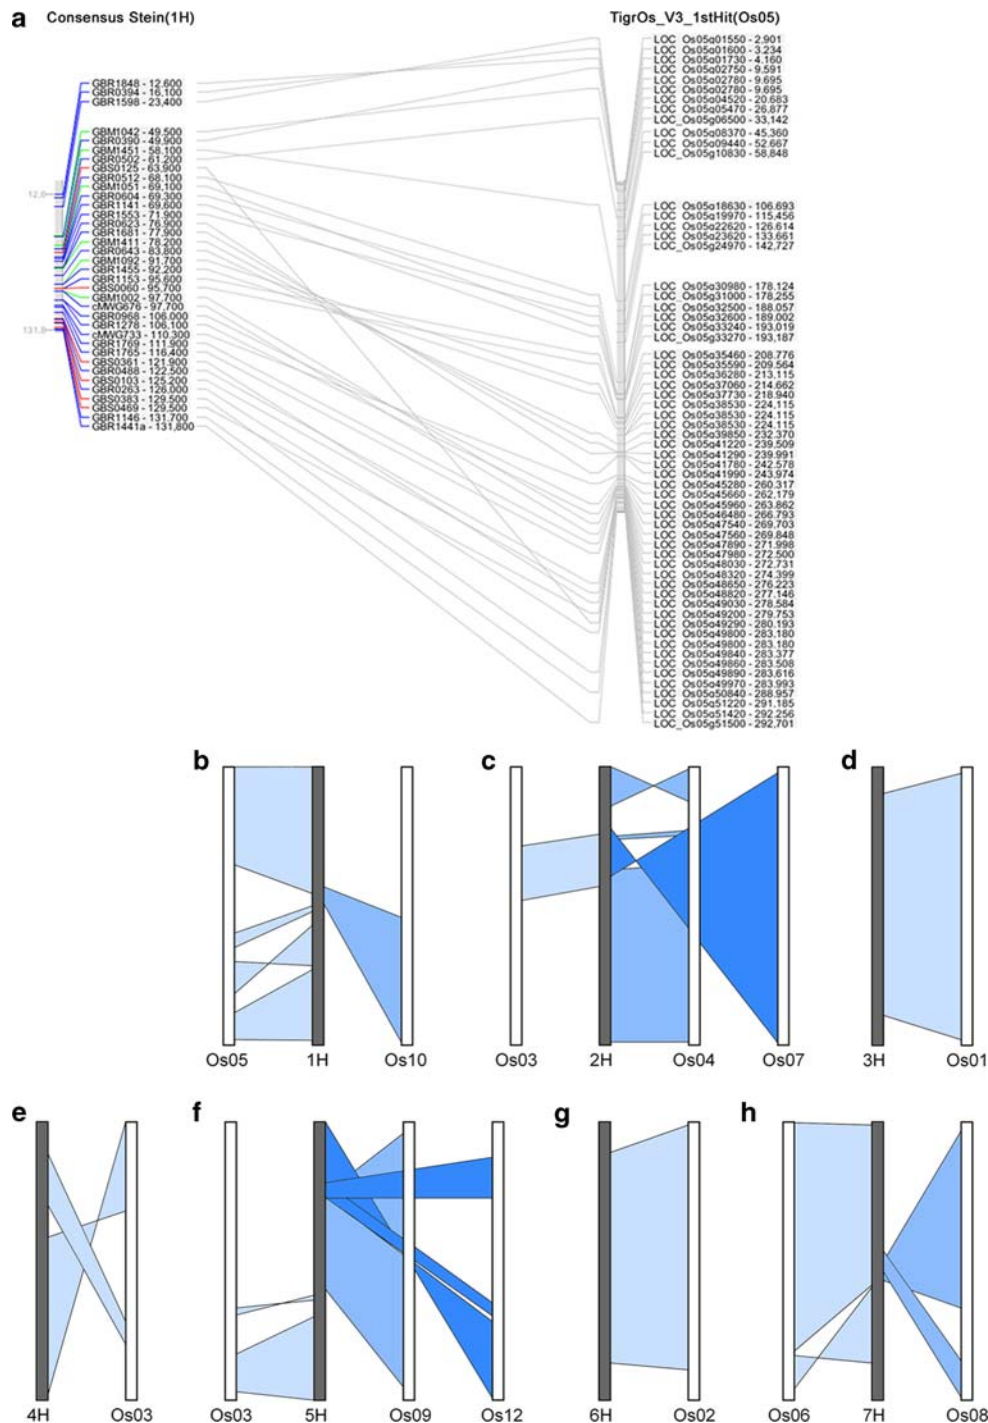 a
Consensus Stein(1H)
TigrOs_V3_1stHit(Os05)
GBR1848 - 12,600
GBR0394 - 16,100
GBR1598 - 23,400
GBM1042 - 49,500
GBR0390 - 49,900
GBM1451 - 58,100
GBR0502 - 61,200
GBS0125 - 63,900
GBR0512 - 68,100
GBM1051 - 69,100
GBR0604 - 69,300
GBR1141 - 69,600
GBR1553 - 71,900
GBR0623 - 76,900
GBR1681 - 77,900
GBM1411 - 78,200
GBR0643 - 83,800
GBM1092 - 91,700
GBR1455 - 92,200
GBR1153 - 95,600
GBS0060 - 95,700
GBM1002 - 97,700
cMWG676 - 97,700
GBR0968 - 106,000
GBR1278 - 106,100
cMWG733 - 110,300
GBR1769 - 111,900
GBR1765 - 116,400
GBS0361 - 121,900
GBR0488 - 122,500
GBS0103 - 125,200
GBR0263 - 126,000
GBS0383 - 129,500
GBS0469 - 129,500
GBR1146 - 131,700
GBR1441a - 131,800
LOC_Os05g01550 - 2,901
LOC_Os05g01600 - 3,234
LOC_Os05g01730 - 4,160
LOC_Os05g02750 - 9,591
LOC_Os05g02780 - 9,695
LOC_Os05g02780 - 9,695
LOC_Os05g04520 - 20,683
LOC_Os05g05470 - 26,877
LOC_Os05g06500 - 33,142
LOC_Os05g08370 - 45,360
LOC_Os05g09440 - 52,667
LOC_Os05g10830 - 58,848
LOC_Os05g18630 - 106,693
LOC_Os05g19970 - 115,456
LOC_Os05g22620 - 126,614
LOC_Os05g23620 - 133,661
LOC_Os05g24970 - 142,727
LOC_Os05g30980 - 178,124
LOC_Os05g31000 - 178,255
LOC_Os05g32500 - 188,057
LOC_Os05g32600 - 189,002
LOC_Os05g33240 - 193,019
LOC_Os05g33270 - 193,187
LOC_Os05g35460 - 208,776
LOC_Os05g35590 - 209,564
LOC_Os05g36280 - 213,115
LOC_Os05g37060 - 214,662
LOC_Os05g37730 - 218,940
LOC_Os05g38530 - 224,115
LOC_Os05g38530 - 224,115
LOC_Os05g38530 - 224,115
LOC_Os05g39850 - 232,370
LOC_Os05g41220 - 239,509
LOC_Os05g41290 - 239,991
LOC_Os05g41780 - 242,578
LOC_Os05g41990 - 243,974
LOC_Os05g45280 - 260,317
LOC_Os05g45660 - 262,179
LOC_Os05g45960 - 263,862
LOC_Os05g46480 - 266,793
LOC_Os05g47540 - 269,703
LOC_Os05g47560 - 269,848
LOC_Os05g47890 - 271,998
LOC_Os05g47980 - 272,500
LOC_Os05g48030 - 272,731
LOC_Os05g48320 - 274,399
LOC_Os05g48650 - 276,223
LOC_Os05g48820 - 277,146
LOC_Os05g49030 - 278,584
LOC_Os05g49200 - 279,753
LOC_Os05g49290 - 280,193
LOC_Os05g49800 - 283,180
LOC_Os05g49800 - 283,180
LOC_Os05g49840 - 283,377
LOC_Os05g49860 - 283,508
LOC_Os05g49890 - 283,616
LOC_Os05g49970 - 283,993
LOC_Os05g50840 - 288,957
LOC_Os05g51220 - 291,185
LOC_Os05g51420 - 292,256
LOC_Os05g51500 - 292,701
b
Os05 1H Os10
c
Os03 2H Os04 Os07
d
3H Os01
e
4H Os03
f
Os03 5H Os09 Os12
g
6H Os02
h
Os06 7H Os08